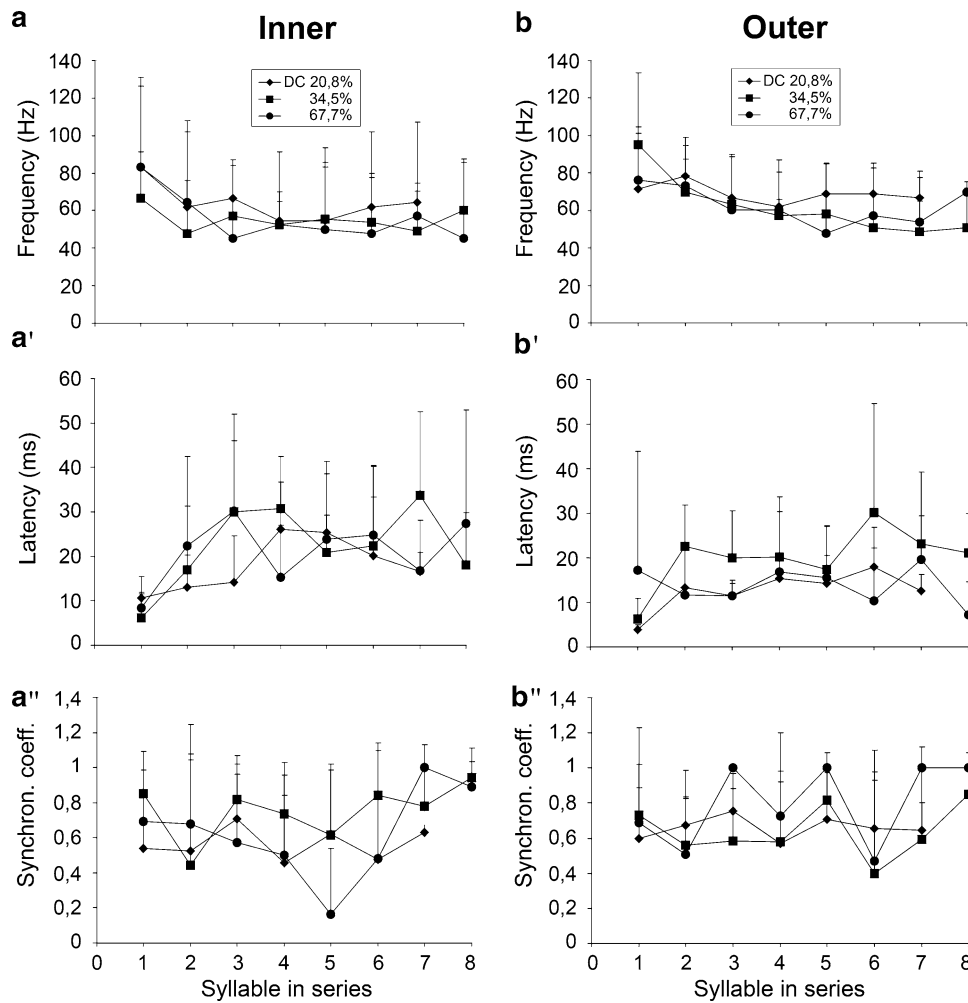 a
Inner
b
Outer
Frequency (Hz)
140
120
100
80
60
40
20
0
DC 20,8%
34,5%
67,7%
Frequency (Hz)
140
120
100
80
60
40
20
0
DC 20,8%
34,5%
67,7%
a'
Latency (ms)
60
50
40
30
20
10
0
b'
Latency (ms)
60
50
40
30
20
10
0
a"
Synchron. coeff.
1,4
1,2
1
0,8
0,6
0,4
0,2
0
0 1 2 3 4 5 6 7 8
Syllable in series
b"
Synchron. coeff.
1,4
1,2
1
0,8
0,6
0,4
0,2
0
0 1 2 3 4 5 6 7 8
Syllable in series